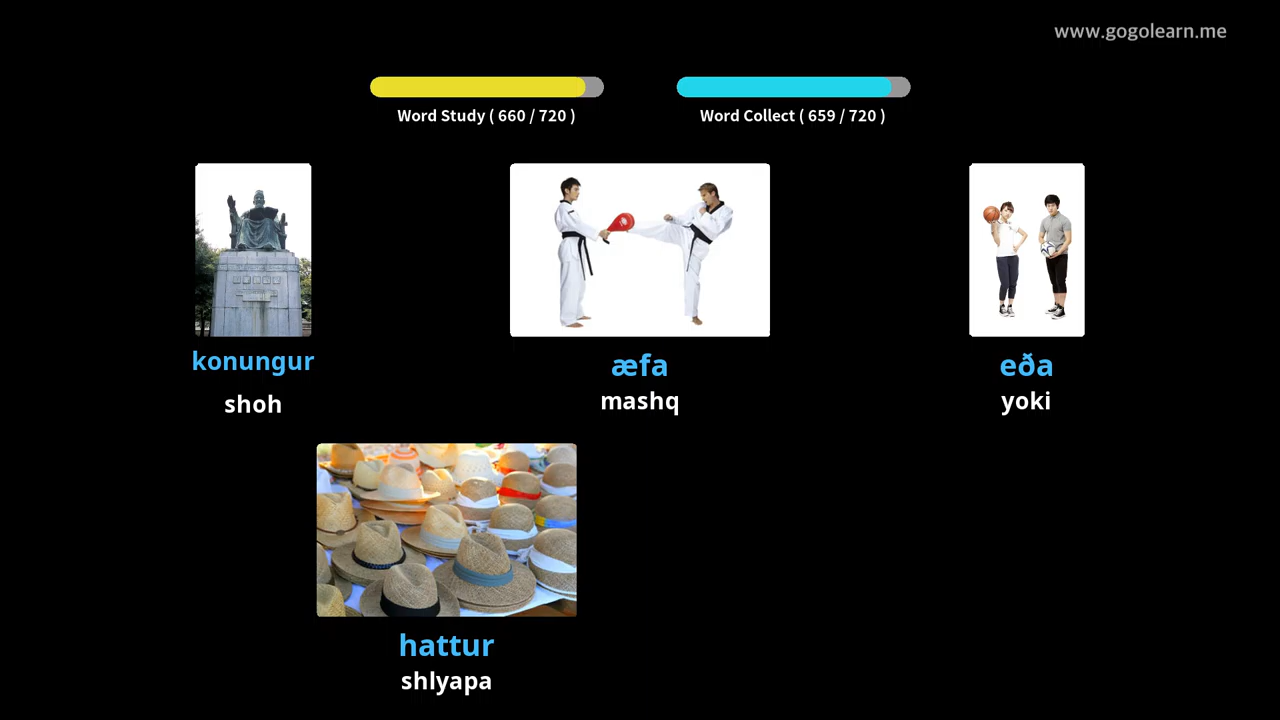 www.gogolearn.me
Word Study ( 660 / 720 )
Word Collect ( 659 / 720 )
konungur
shoh
æfa
mashq
eða
yoki
hattur
shlyapa